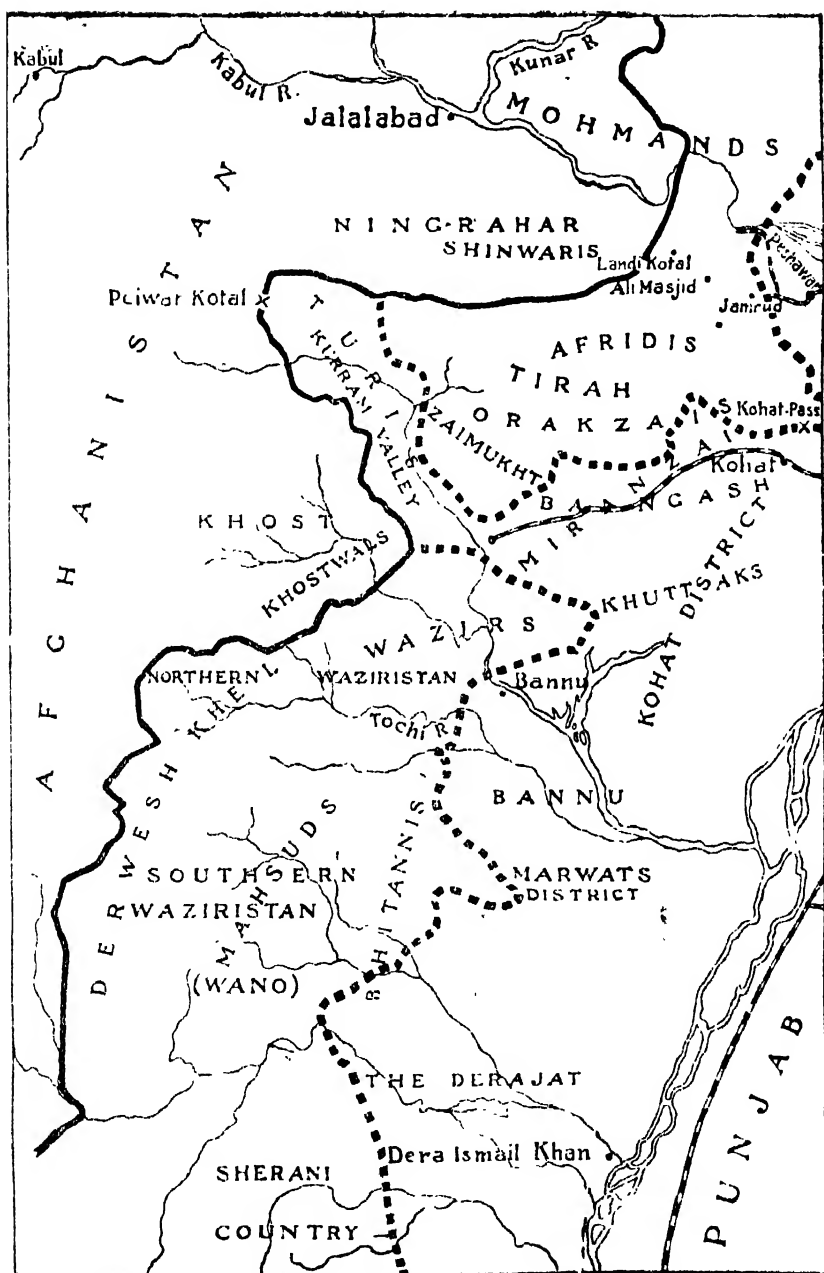 Kabul
Kabul R.
Kunar R
Jalalabad
MOHMANDS
AFGHANISTAN
NINGRAHAR
SHINWARIS
Landi Kotal
Ali Masjid
Peshawar
Jamrud
Peiwar Kotal
TURIS
KURRAM VALLEY
AFRIDIS
TIRAH
ORAKZAIS
Kohat-Pass
ZAIMUKHT
Kohat
BANGASH
MIRANZAI
KHOST
KHOSTWALS
KHUTTAKS
KOHAT DISTRICT
WAZIRS
NORTHERN WAZIRISTAN
Bannu
Tochi R.
DERWESH KHEL
BANNU
MAHSUDS
BHITANNIS
MARWATS
DISTRICT
SOUTHERN
WAZIRISTAN
(WANO)
THE DERAJAT
Dera Ismail Khan
PUNJAB
SHERANI
COUNTRY